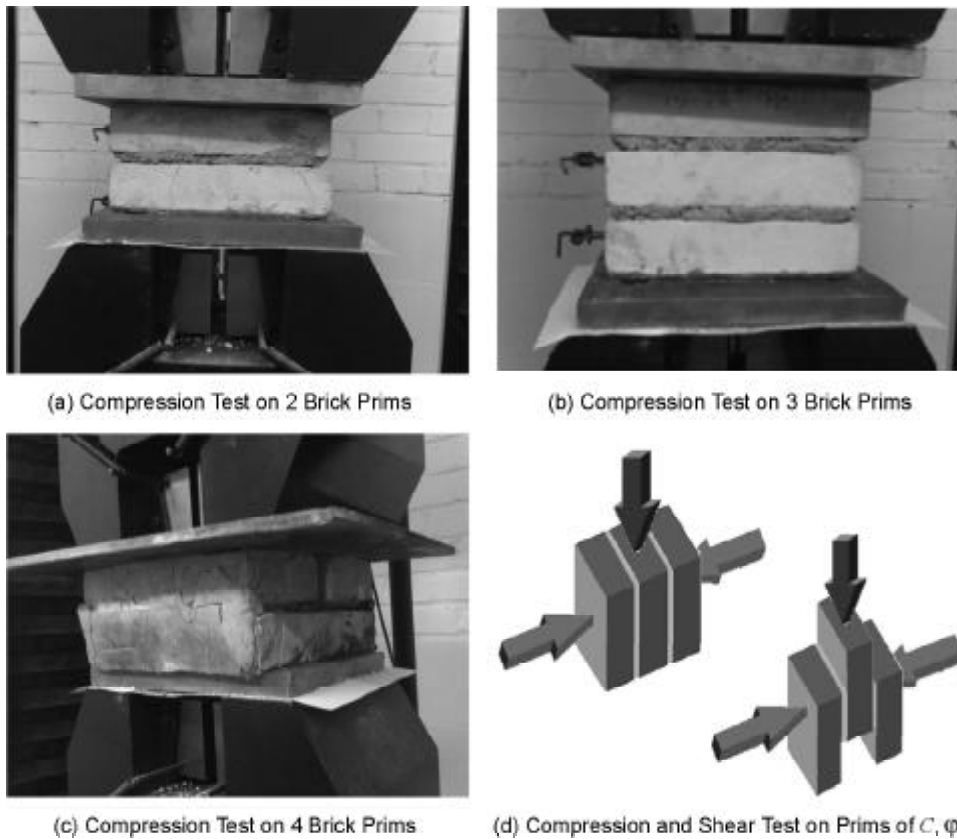 (a) Compression Test on 2 Brick Prims
(b) Compression Test on 3 Brick Prims
(c) Compression Test on 4 Brick Prims
(d) Compression and Shear Test on Prims of C, φ